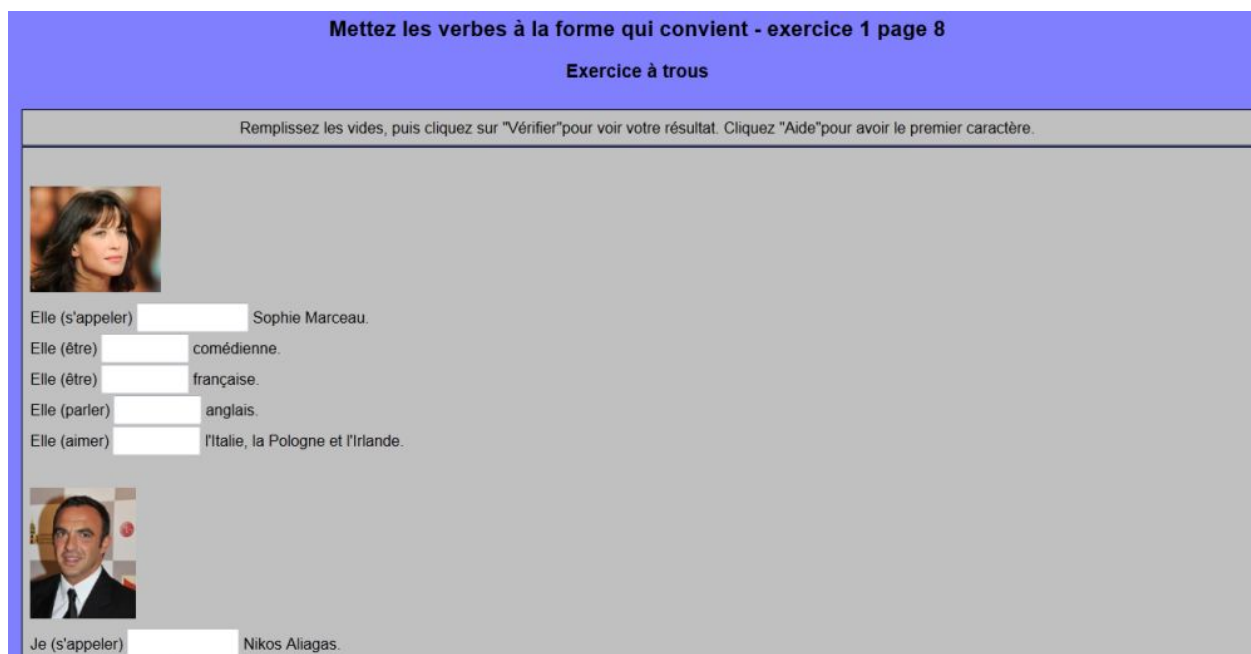 Mettez les verbes à la forme qui convient - exercice 1 page 8
Exercice à trous
Remplissez les vides, puis cliquez sur "Vérifier"pour voir votre résultat. Cliquez "Aide"pour avoir le premier caractère.
Elle (s'appeler) Sophie Marceau.
Elle (être) comédienne.
Elle (être) française.
Elle (parler) anglais.
Elle (aimer) l'Italie, la Pologne et l'Irlande.
Je (s'appeler) Nikos Aliagas.